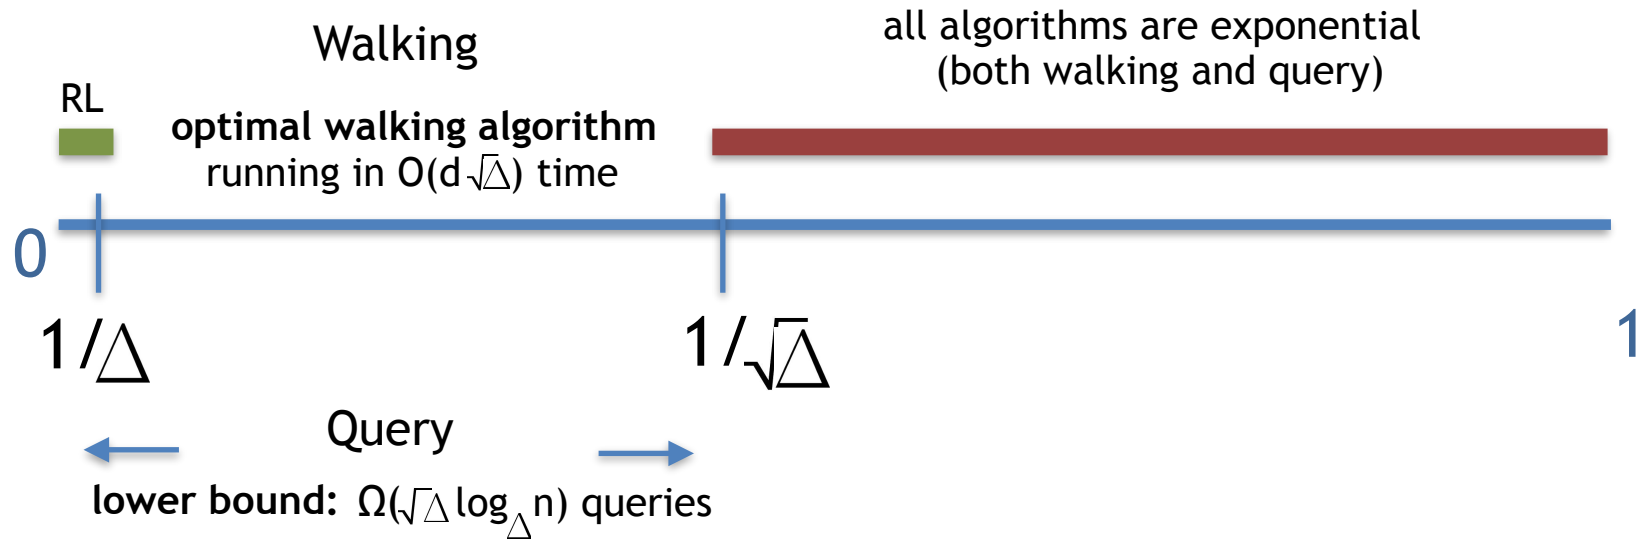 Walking
all algorithms are exponential
(both walking and query)
RL
optimal walking algorithm
running in O(d√Δ) time
0
1/Δ
1/√Δ
1
Query
lower bound: Ω(√Δ log_Δ n) queries